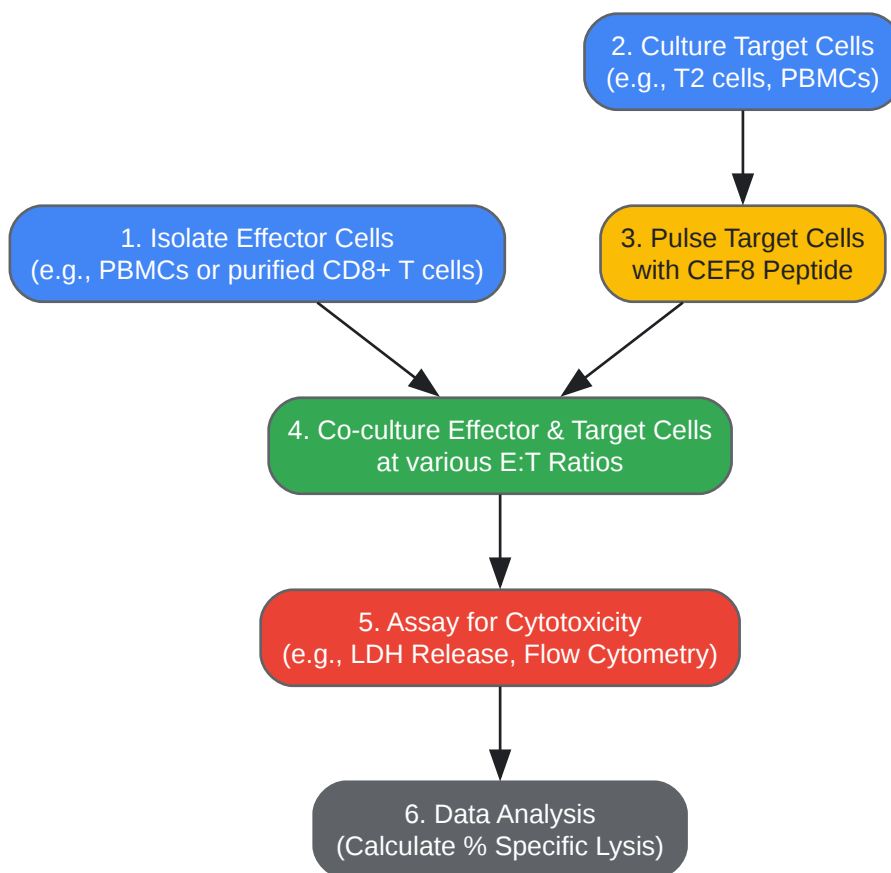 2. Culture Target Cells
(e.g., T2 cells, PBMCs)
1. Isolate Effector Cells
(e.g., PBMCs or purified CD8+ T cells)
3. Pulse Target Cells
with CEF8 Peptide
4. Co-culture Effector & Target Cells
at various E:T Ratios
5. Assay for Cytotoxicity
(e.g., LDH Release, Flow Cytometry)
6. Data Analysis
(Calculate % Specific Lysis)